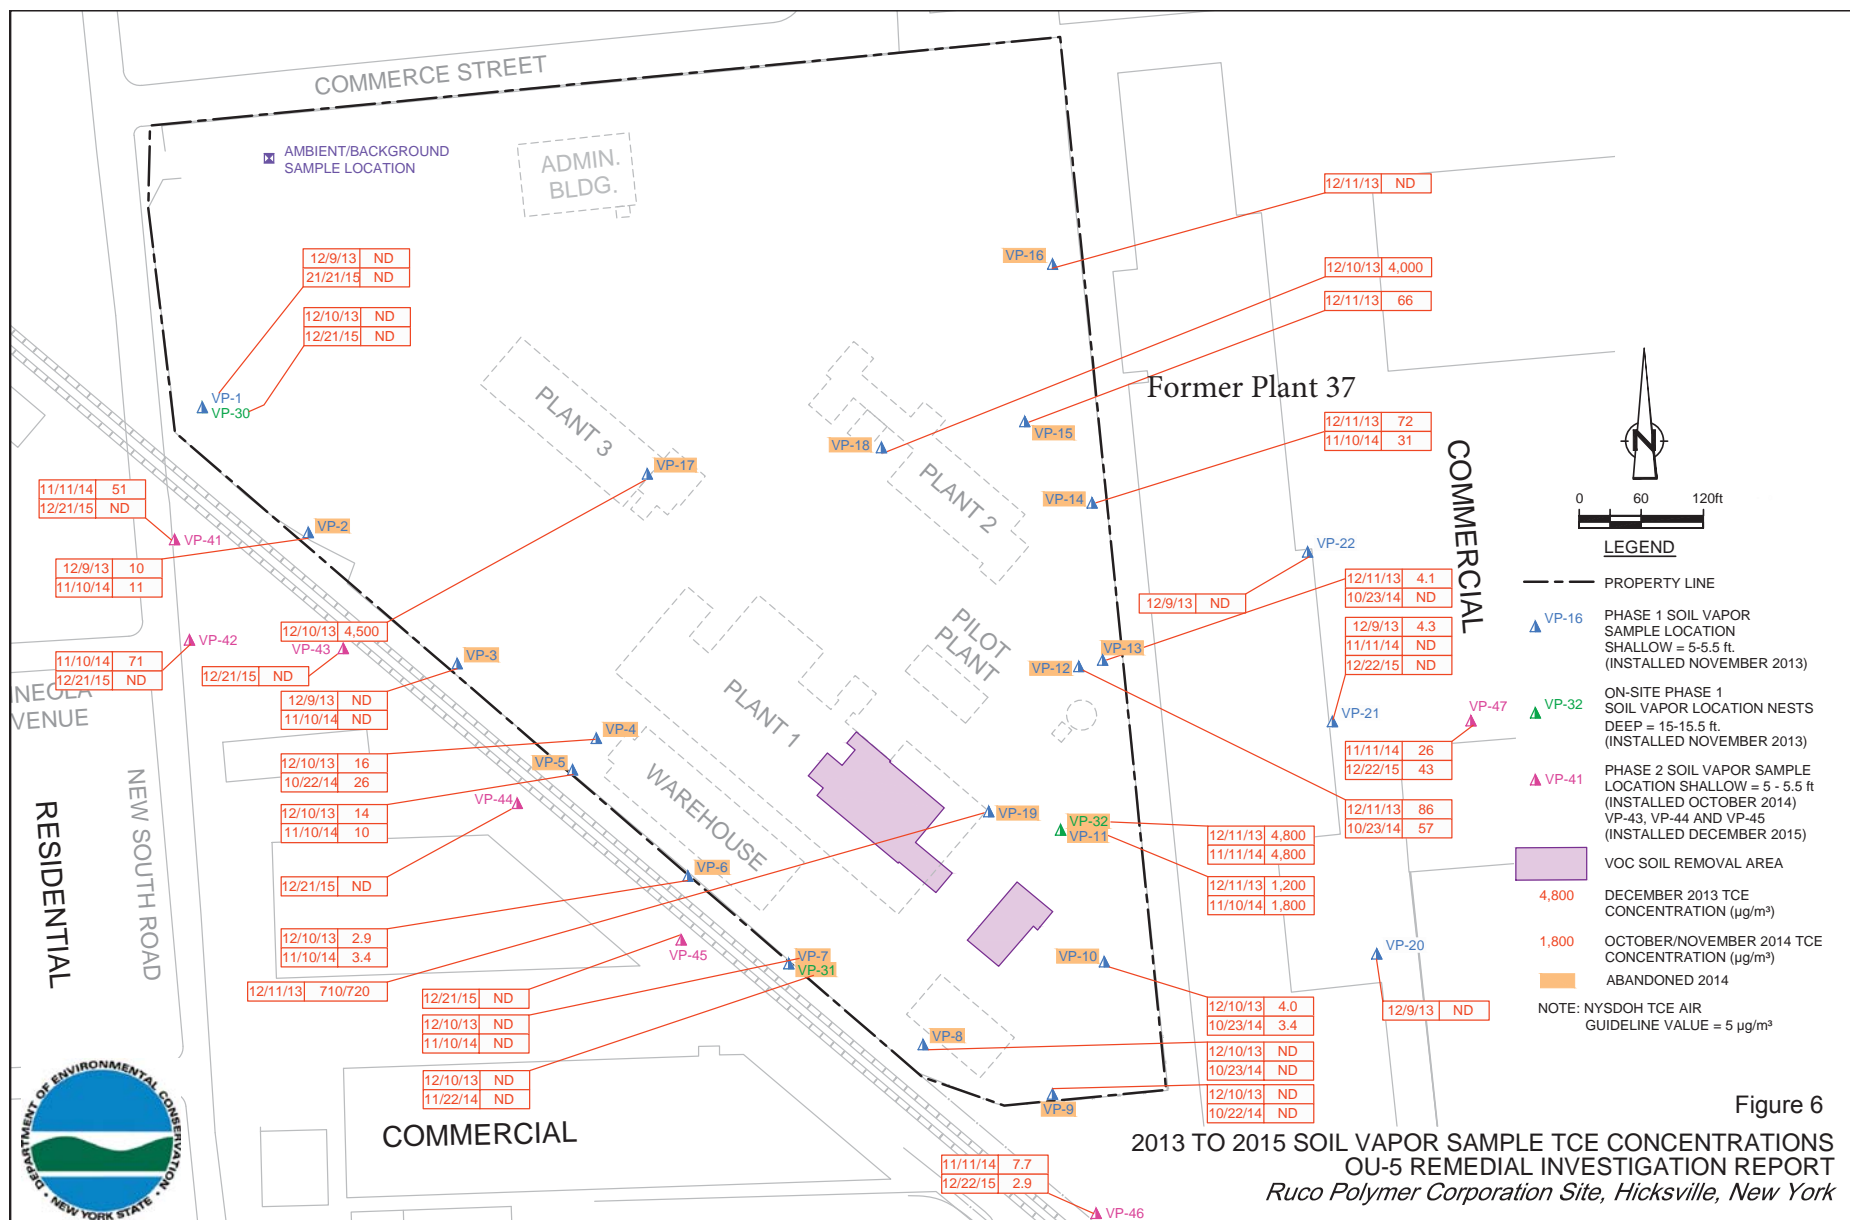 COMMERCE STREET
AMBIENT/BACKGROUND
SAMPLE LOCATION
ADMIN.
BLDG.
12/11/13 ND
VP-16
12/9/13 ND
21/21/15 ND
12/10/13 4,000
12/11/13 66
12/10/13 ND
12/21/15 ND
VP-1
VP-30
PLANT 3
Former Plant 37
VP-15
VP-18
12/11/13 72
11/10/14 31
VP-17
PLANT 2
VP-14
COMMERCIAL
N
0 60 120ft
LEGEND
11/11/14 51
12/21/15 ND
VP-41
VP-2
VP-22
12/9/13 10
11/10/14 11
12/9/13 ND
12/11/13 4.1
10/23/14 ND
PROPERTY LINE
VP-16
PHASE 1 SOIL VAPOR
SAMPLE LOCATION
SHALLOW = 5-5.5 ft.
(INSTALLED NOVEMBER 2013)
12/10/13 4,500
VP-42
VP-43
12/9/13 4.3
11/11/14 ND
12/22/15 ND
11/10/14 71
12/21/15 ND
12/21/15 ND
VP-3
PILOT
PLANT
VP-13
VP-12
INEOLA
VENUE
12/9/13 ND
11/10/14 ND
PLANT 1
VP-21
VP-47
VP-32
ON-SITE PHASE 1
SOIL VAPOR LOCATION NESTS
DEEP = 15-15.5 ft.
(INSTALLED NOVEMBER 2013)
VP-4
VP-5
12/10/13 16
10/22/14 26
11/11/14 26
12/22/15 43
VP-41
PHASE 2 SOIL VAPOR SAMPLE
LOCATION SHALLOW = 5 - 5.5 ft
(INSTALLED OCTOBER 2014)
VP-43, VP-44 AND VP-45
(INSTALLED DECEMBER 2015)
NEW SOUTH ROAD
RESIDENTIAL
VP-44
12/10/13 14
11/10/14 10
WAREHOUSE
VP-19
VP-32
VP-11
12/11/13 86
10/23/14 57
12/11/13 4,800
11/11/14 4,800
VOC SOIL REMOVAL AREA
12/21/15 ND
VP-6
12/11/13 1,200
11/10/14 1,800
4,800
DECEMBER 2013 TCE
CONCENTRATION (µg/m³)
12/10/13 2.9
11/10/14 3.4
VP-45
VP-7
VP-31
VP-10
VP-20
1,800
OCTOBER/NOVEMBER 2014 TCE
CONCENTRATION (µg/m³)
ABANDONED 2014
12/11/13 710/720
12/21/15 ND
12/10/13 4.0
10/23/14 3.4
12/9/13 ND
NOTE: NYSDOH TCE AIR
GUIDELINE VALUE = 5 µg/m³
12/10/13 ND
11/10/14 ND
VP-8
12/10/13 ND
10/23/14 ND
12/10/13 ND
11/22/14 ND
VP-9
12/10/13 ND
10/22/14 ND
COMMERCIAL
DEPARTMENT OF ENVIRONMENTAL CONSERVATION
NEW YORK STATE
11/11/14 7.7
12/22/15 2.9
VP-46
Figure 6
2013 TO 2015 SOIL VAPOR SAMPLE TCE CONCENTRATIONS
OU-5 REMEDIAL INVESTIGATION REPORT
Ruco Polymer Corporation Site, Hicksville, New York